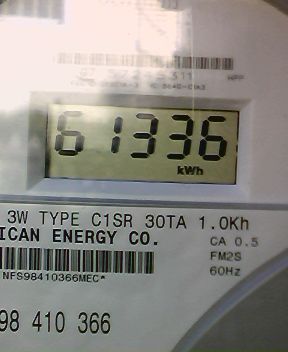 61336
kWh
3W TYPE C1SR 30TA 1.0Kh
ICAN ENERGY CO.
CA 0.5
FM2S
60Hz
NFS98410366MEC*
98 410 366